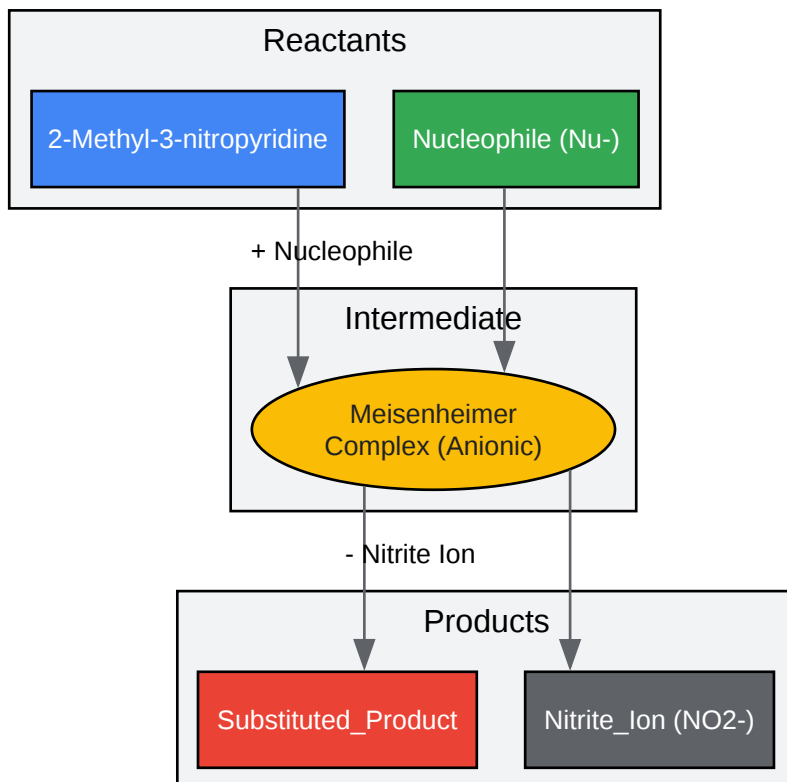 Reactants
2-Methyl-3-nitropyridine
Nucleophile (Nu-)
+ Nucleophile
Intermediate
Meisenheimer
Complex (Anionic)
- Nitrite Ion
Products
Substituted_Product
Nitrite_Ion (NO2-)